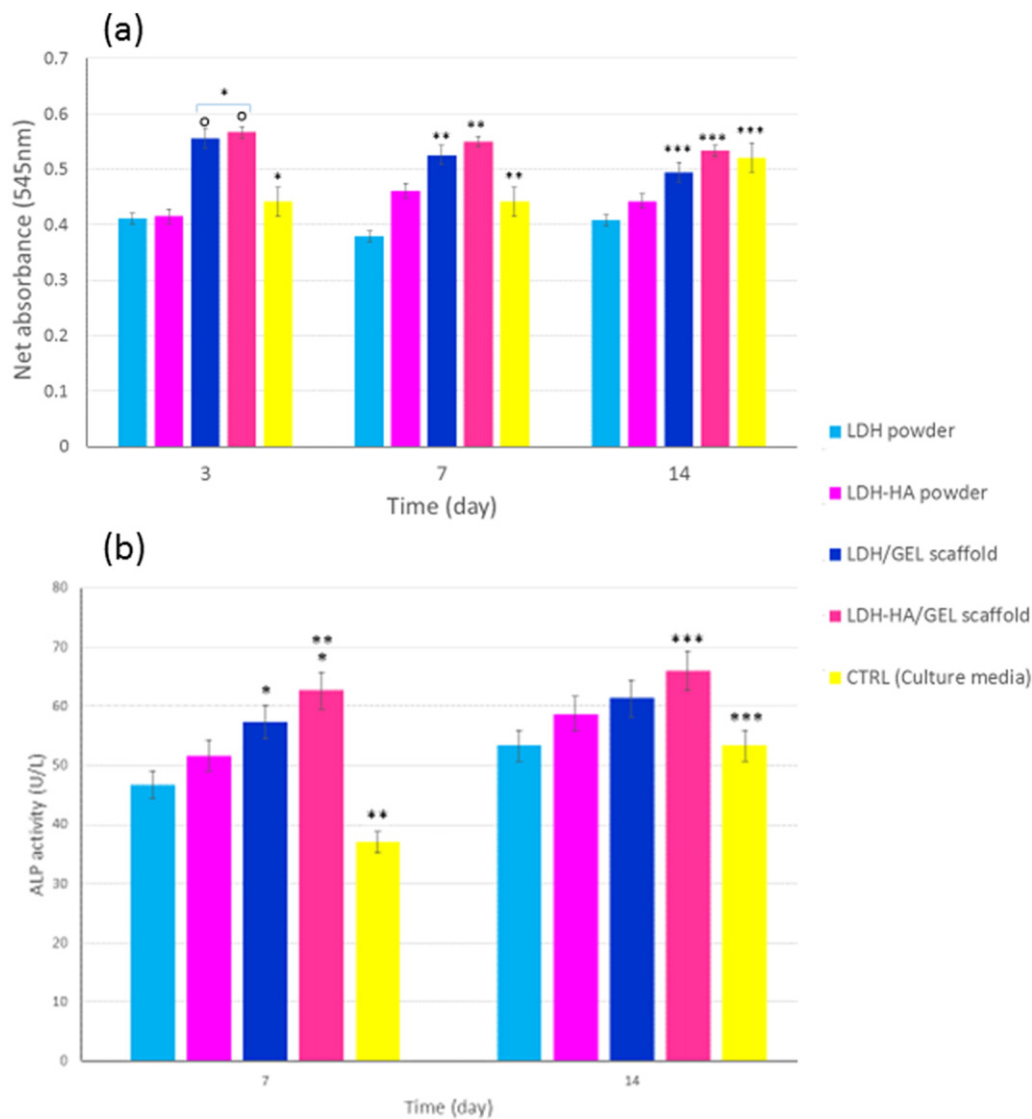 (a)
0.7
0.6
0.5
0.4
0.3
0.2
0.1
0
Net absorbance (545nm)
*
o o
*
** ** **
*** *** ***
3 7 14
Time (day)
LDH powder
LDH-HA powder
LDH/GEL scaffold
LDH-HA/GEL scaffold
CTRL (Culture media)
(b)
80
70
60
50
40
30
20
10
0
ALP activity (U/L)
*
**
*
**
***
***
7 14
Time (day)